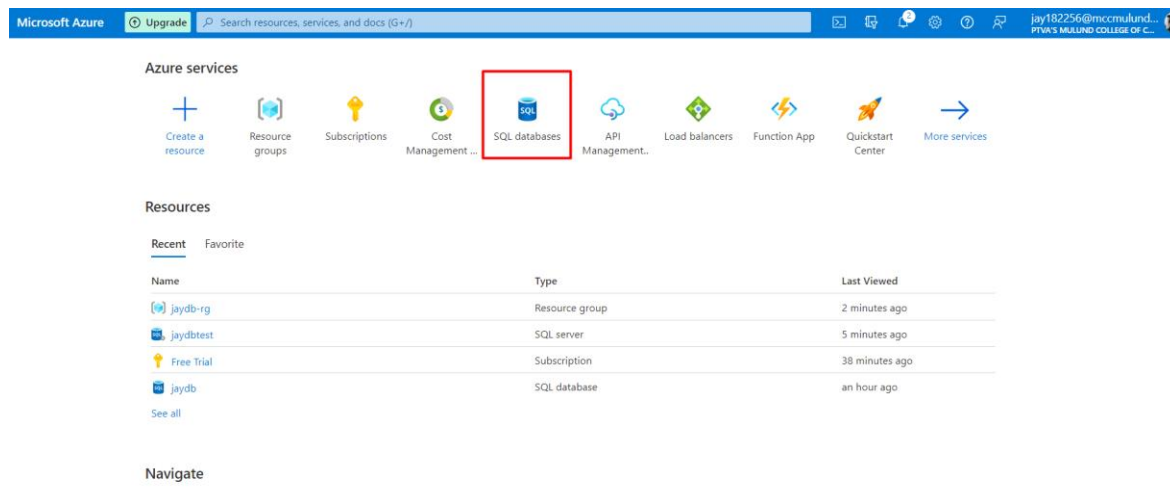 Microsoft Azure
Upgrade
Search resources, services, and docs (G+/)
2
jay182256@mccmulund...
PTVA'S MULUND COLLEGE OF C...
Azure services
Create a resource
Resource groups
Subscriptions
Cost Management ...
SQL
SQL databases
API Management..
Load balancers
Function App
Quickstart Center
More services
Resources
Recent Favorite
Name Type Last Viewed
jaydb-rg Resource group 2 minutes ago
jaydbtest SQL server 5 minutes ago
Free Trial Subscription 38 minutes ago
jaydb SQL database an hour ago
See all
Navigate